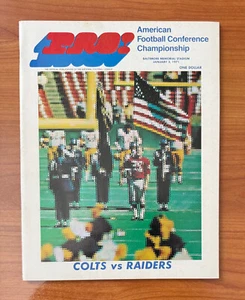 PRO!
American
Football Conference
Championship
BALTIMORE MEMORIAL STADIUM
JANUARY 3, 1971
ONE DOLLAR
COLTS vs RAIDERS